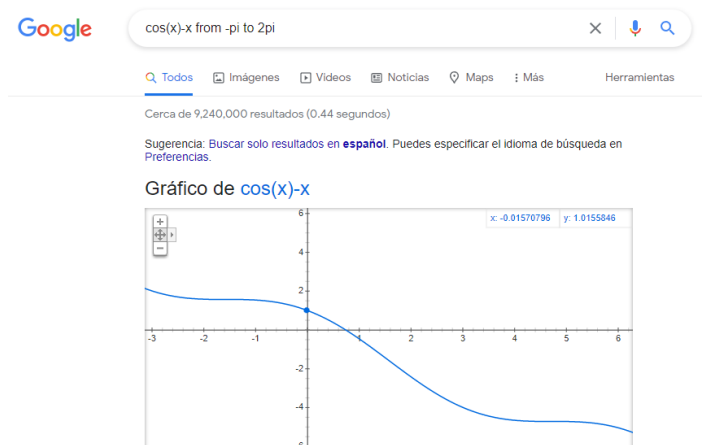 Google
cos(x)-x from -pi to 2pi
Todos Imágenes Videos Noticias Maps Más Herramientas
Cerca de 9,240,000 resultados (0.44 segundos)
Sugerencia: Buscar solo resultados en español. Puedes especificar el idioma de búsqueda en
Preferencias.
Gráfico de cos(x)-x
x: -0.01570796 y: 1.0155846
6
4
2
-3 -2 -1 1 2 3 4 5 6
-2
-4
-6